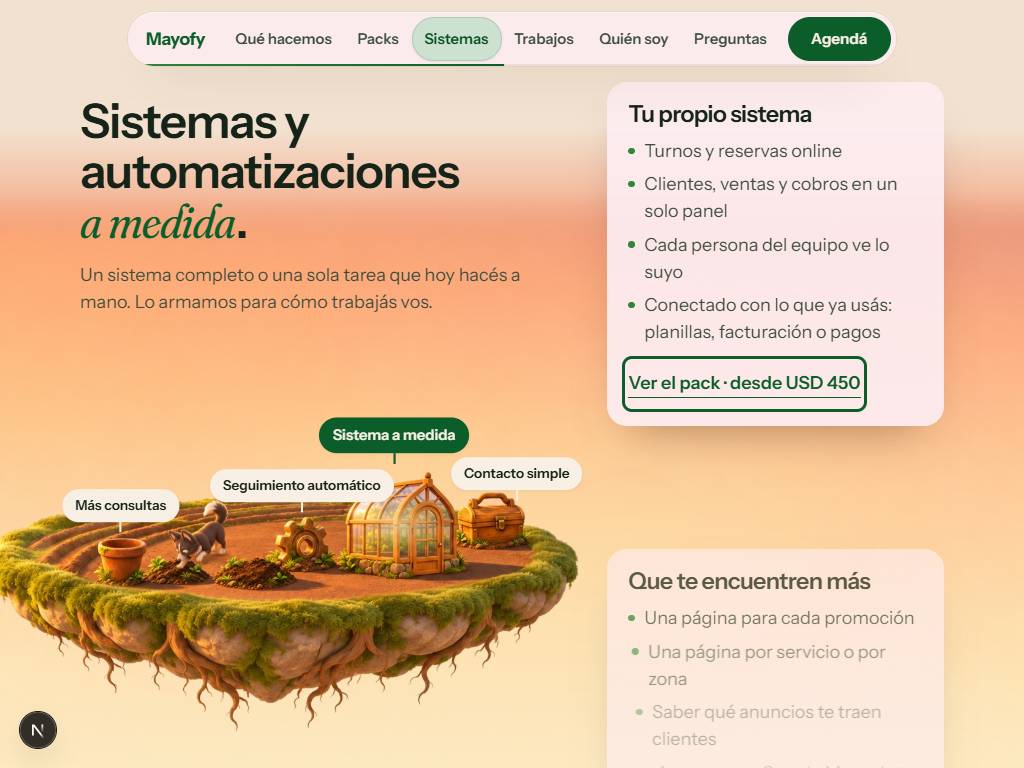 Mayofy
Qué hacemos
Packs
Sistemas
Trabajos
Quién soy
Preguntas
Agendá
Sistemas y
automatizaciones
a medida.
Un sistema completo o una sola tarea que hoy hacés a
mano. Lo armamos para cómo trabajás vos.
Sistema a medida
Contacto simple
Seguimiento automático
Más consultas
N
Tu propio sistema
Turnos y reservas online
Clientes, ventas y cobros en un
solo panel
Cada persona del equipo ve lo
suyo
Conectado con lo que ya usás:
planillas, facturación o pagos
Ver el pack · desde USD 450
Que te encuentren más
Una página para cada promoción
Una página por servicio o por
zona
Saber qué anuncios te traen
clientes